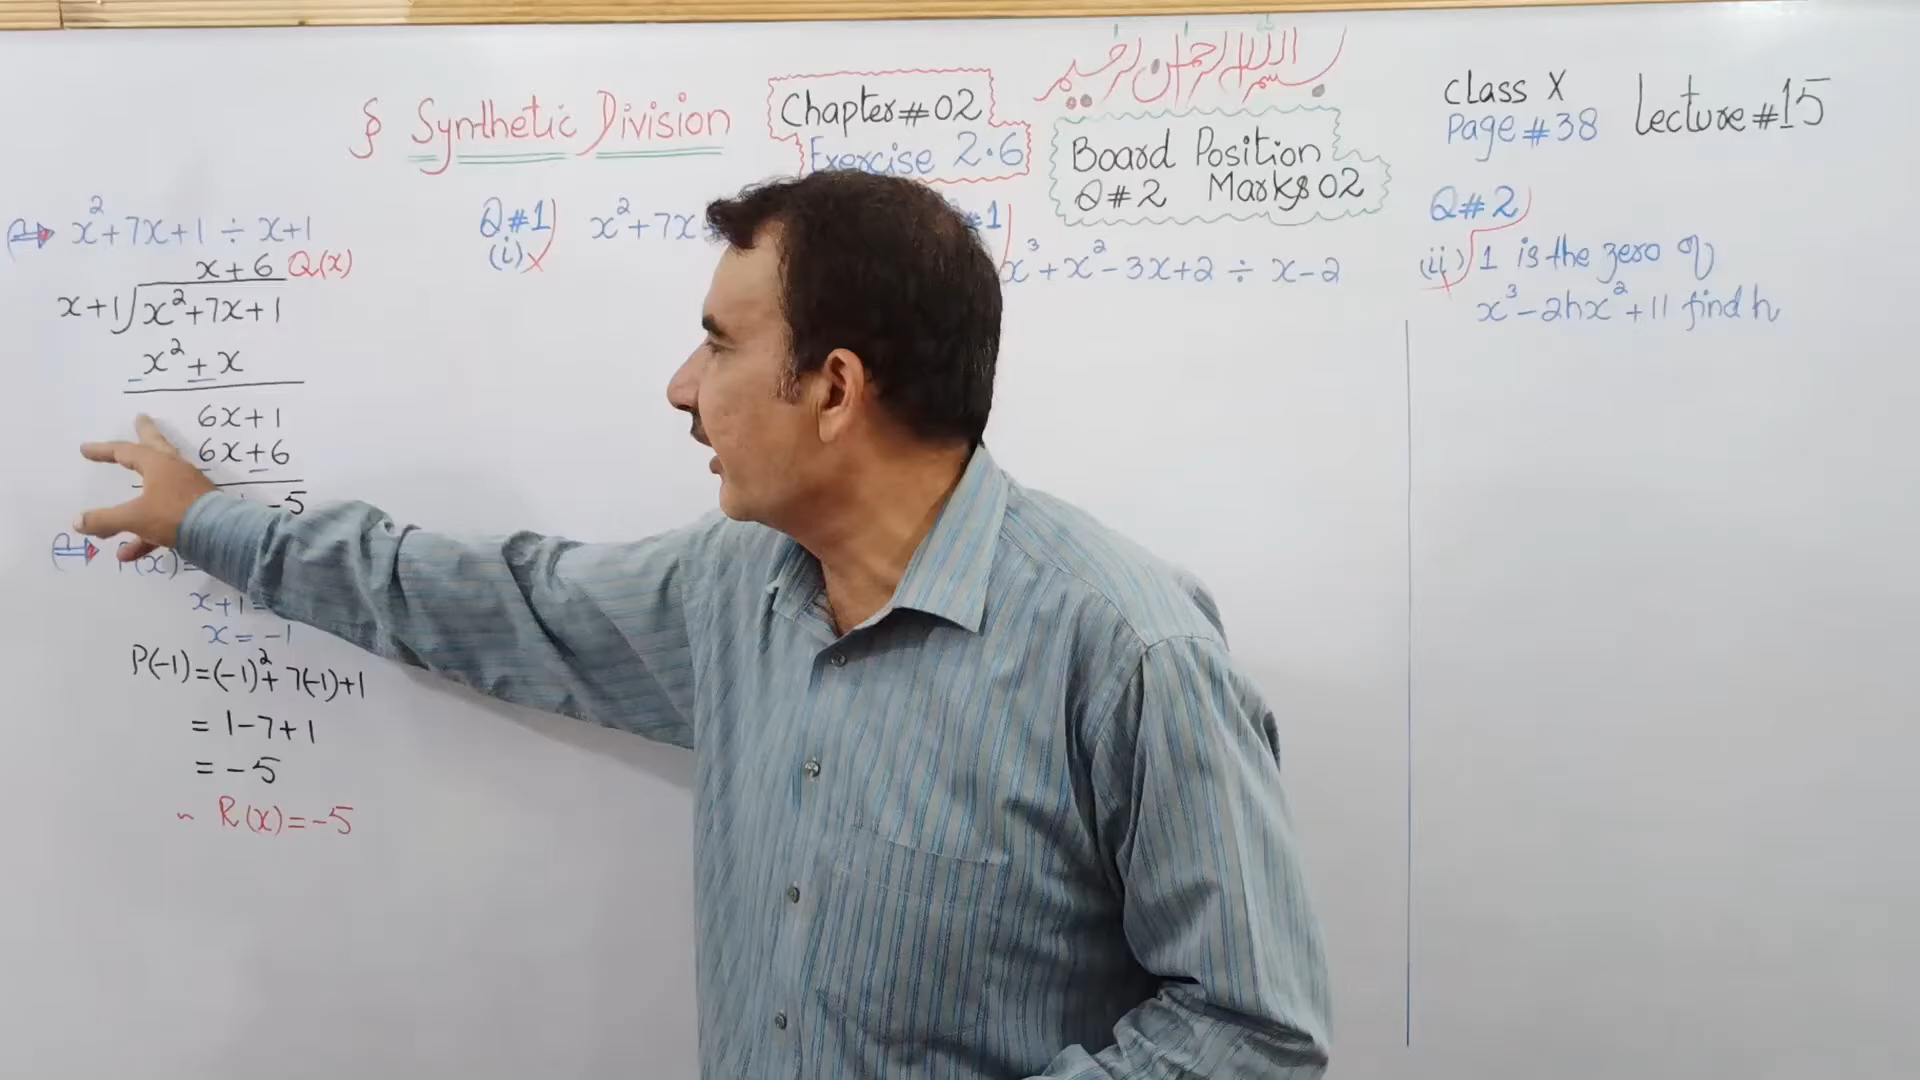 بسم الله الرحمن الرحيم
§ Synthetic Division
Chapter#02
Exercise 2.6
Board Position
Q#2 Marks 02
Class X
Page #38
Lecture#15
x²+7x+1 ÷ x+1
x+6 Q(x)
x+1)x²+7x+1
x²+x
6x+1
6x+6
-5
P(x)=
x+1=
x=-1
P(-1)=(-1)²+7(-1)+1
=1-7+1
=-5
R(x)=-5
Q#1)
(i)
x²+7x
#1
x³+x²-3x+2 ÷ x-2
Q#2)
(ii) 1 is the zero of
x³-2hx²+11 find h